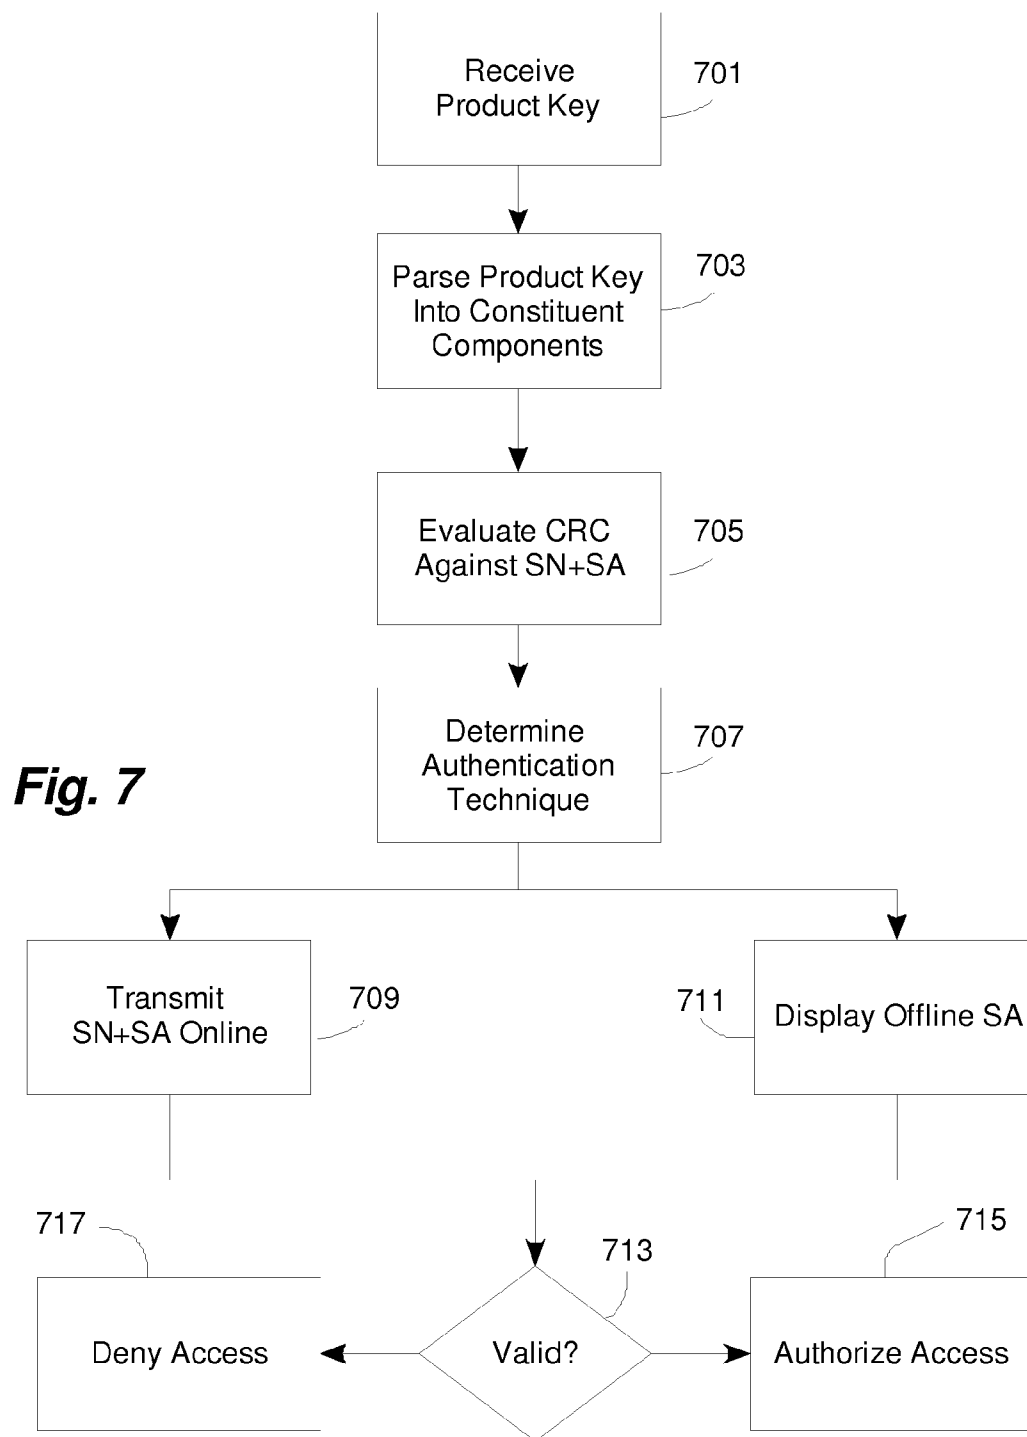 Receive
Product Key
701
Parse Product Key
Into Constituent
Components
703
Evaluate CRC
Against SN+SA
705
Determine
Authentication
Technique
707
Fig. 7
Transmit
SN+SA Online
709
711
Display Offline SA
717
713
715
Deny Access
Valid?
Authorize Access